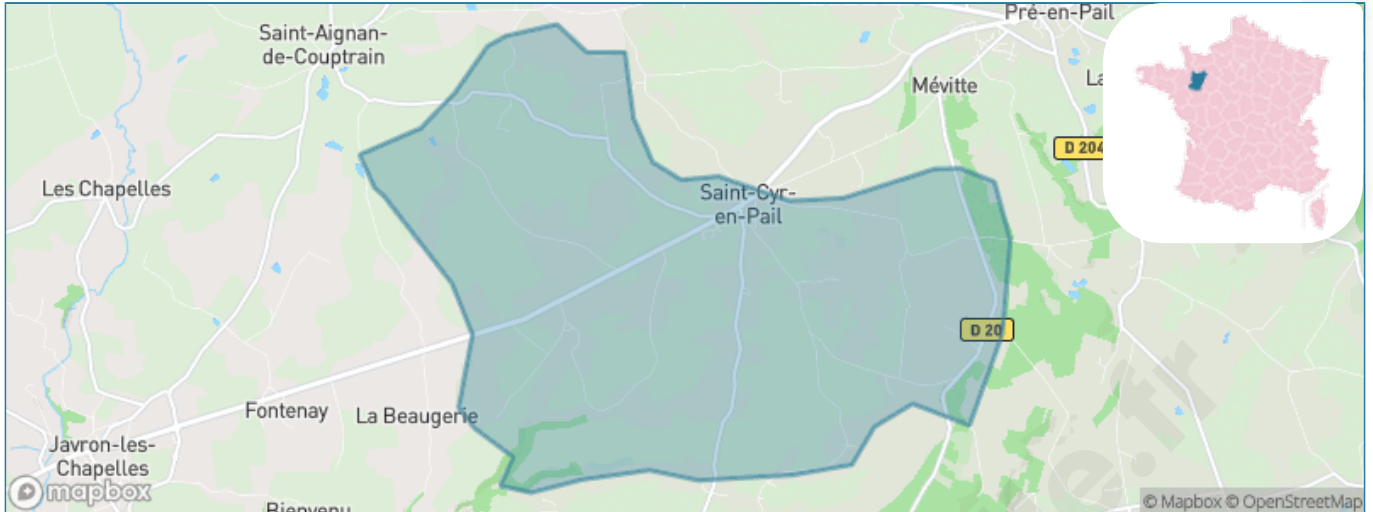 Pré-en-Pail
Saint-Aignan-
de-Couptrain
Mévitte
La
D 204
Les Chapelles
Saint-Cyr-
en-Pail
D 20
Fontenay
La Beaugerie
Javron-les-
Chapelles
mapbox
Bienvenu
e.fr
© Mapbox © OpenStreetMap